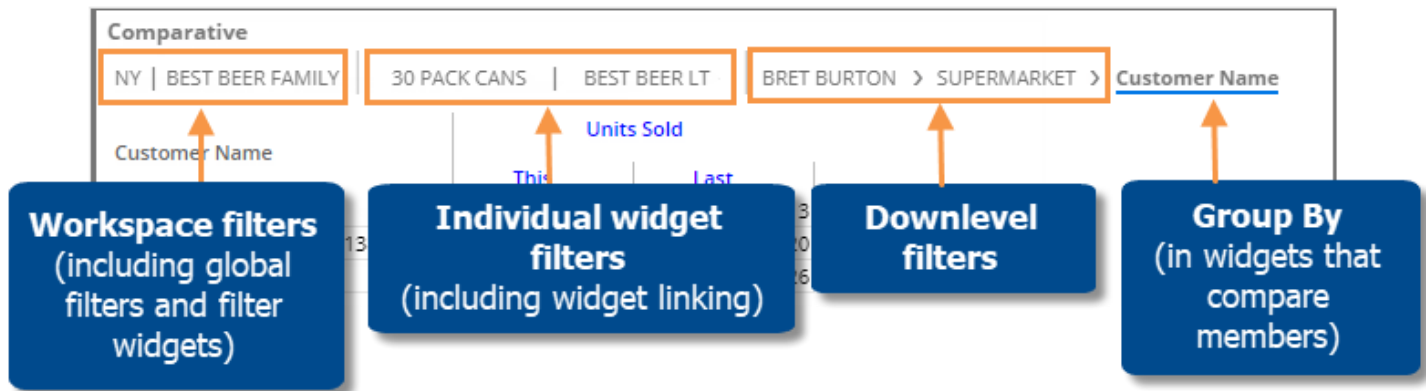 Comparative
NY | BEST BEER FAMILY 30 PACK CANS | BEST BEER LT BRET BURTON > SUPERMARKET > Customer Name
Units Sold
Customer Name
This Last
Workspace filters
(including global
filters and filter
widgets)
Individual widget
filters
(including widget linking)
Downlevel
filters
Group By
(in widgets that
compare
members)